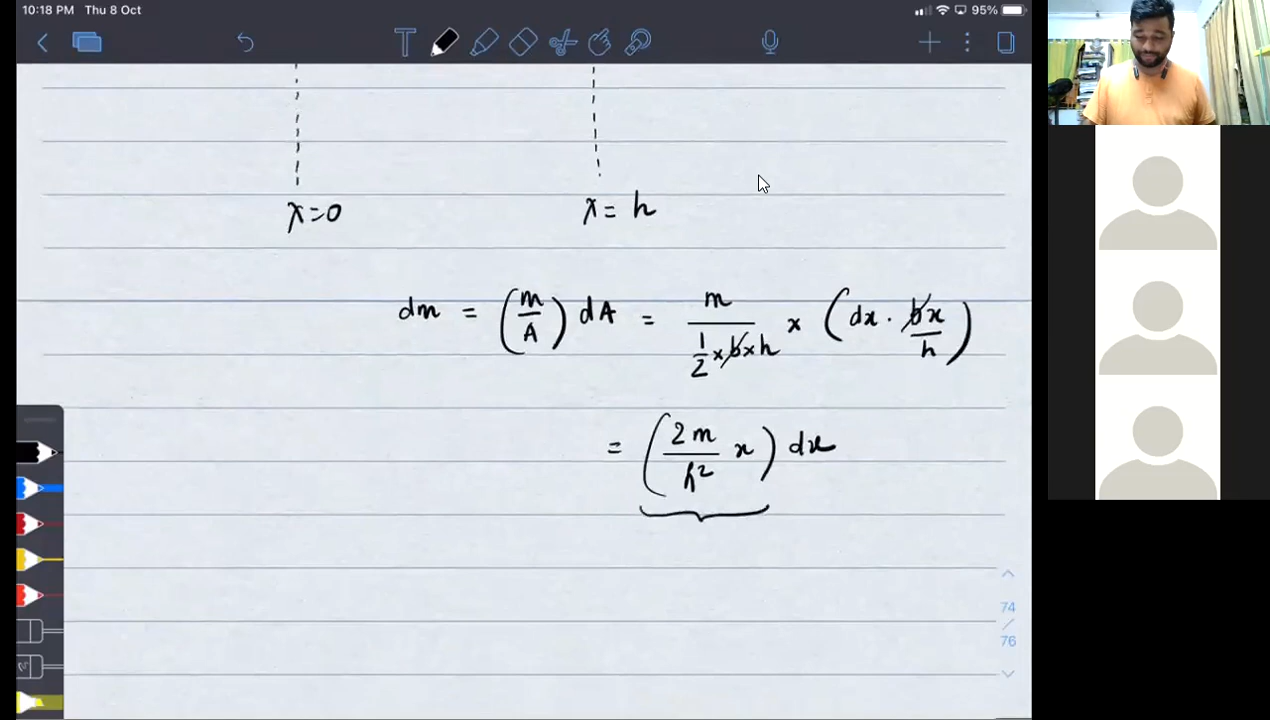 10:18 PM Thu 8 Oct 95%
T
x=0 x= h
dm = (m/A) dA = m/(1/2 × b × h) × (dx · bx/h)
= (2m/h² x) dx
74
/
76